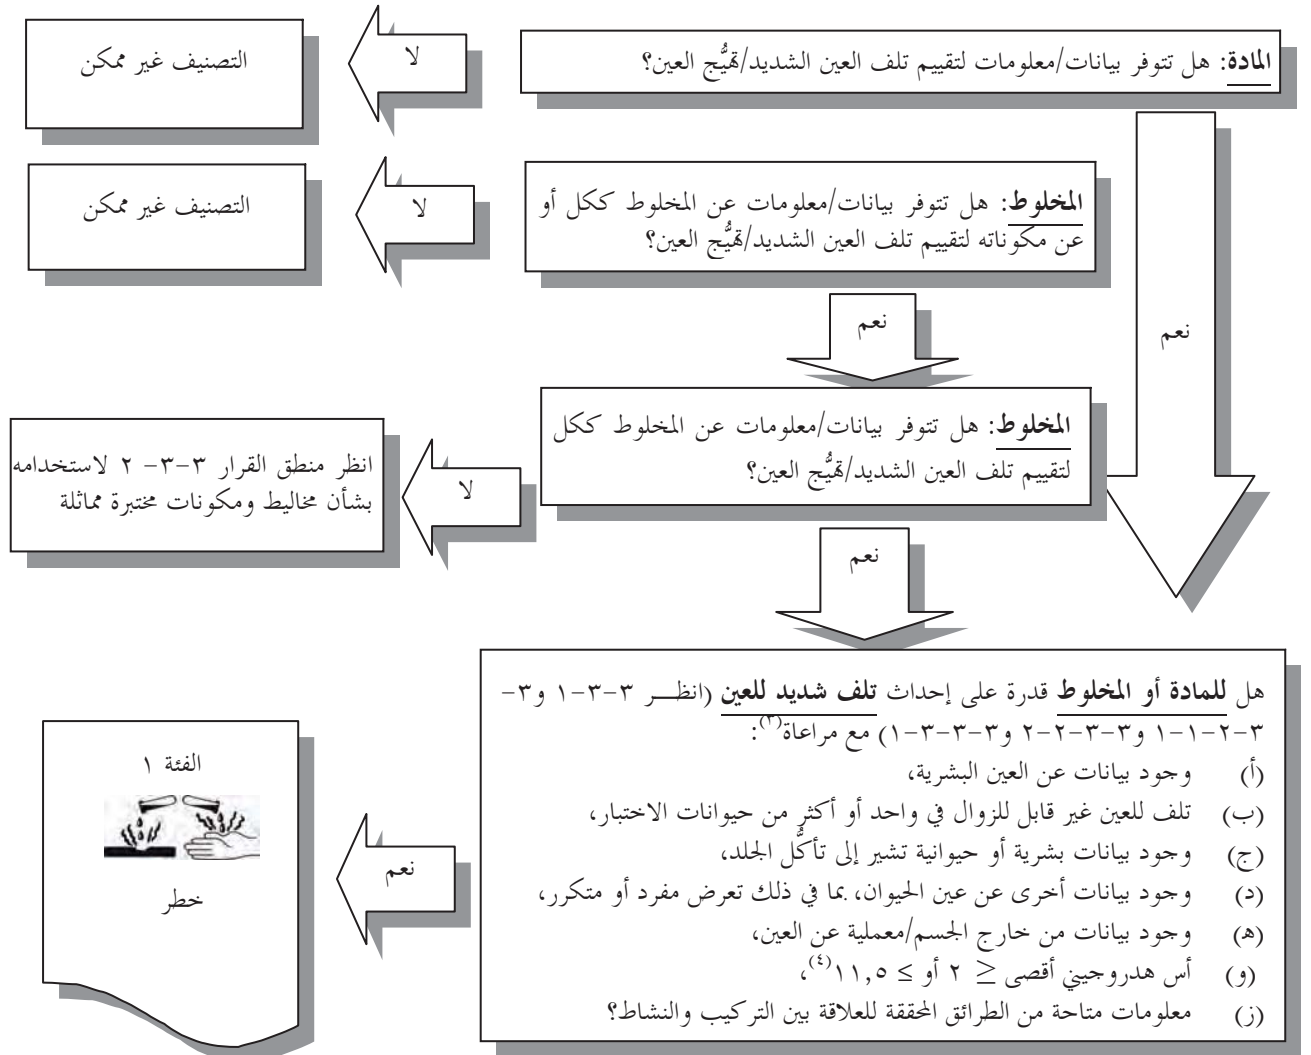 المادة: هل تتوفر بيانات/معلومات لتقييم تلف العين الشديد/تهيُّج العين؟
لا
التصنيف غير ممكن
المخلوط: هل تتوفر بيانات/معلومات عن المخلوط ككل أو
عن مكوناته لتقييم تلف العين الشديد/تهيُّج العين؟
لا
التصنيف غير ممكن
نعم
نعم
المخلوط: هل تتوفر بيانات/معلومات عن المخلوط ككل
لتقييم تلف العين الشديد/تهيُّج العين؟
لا
انظر منطق القرار ٣-٣- ٢ لاستخدامه
بشأن مخاليط ومكونات مختبرة مماثلة
نعم
هل للمادة أو المخلوط قدرة على إحداث تلف شديد للعين (انظـــر ٣-٣-١ و٣-
٣-٢-١-١ و٣-٣-٢-٢ و٣-٣-٣-١) مع مراعاة(٣):
(أ) وجود بيانات عن العين البشرية،
(ب) تلف للعين غير قابل للزوال في واحد أو أكثر من حيوانات الاختبار،
(ج) وجود بيانات بشرية أو حيوانية تشير إلى تأكُّل الجلد،
(د) وجود بيانات أخرى عن عين الحيوان، بما في ذلك تعرض مفرد أو متكرر،
(ه) وجود بيانات من خارج الجسم/معملية عن العين،
(و) أس هدروجيني أقصى ≤ ٢ أو ≥ ١١,٥(٤)،
(ز) معلومات متاحة من الطرائق المحققة للعلاقة بين التركيب والنشاط؟
نعم
الفئة ١
خطر